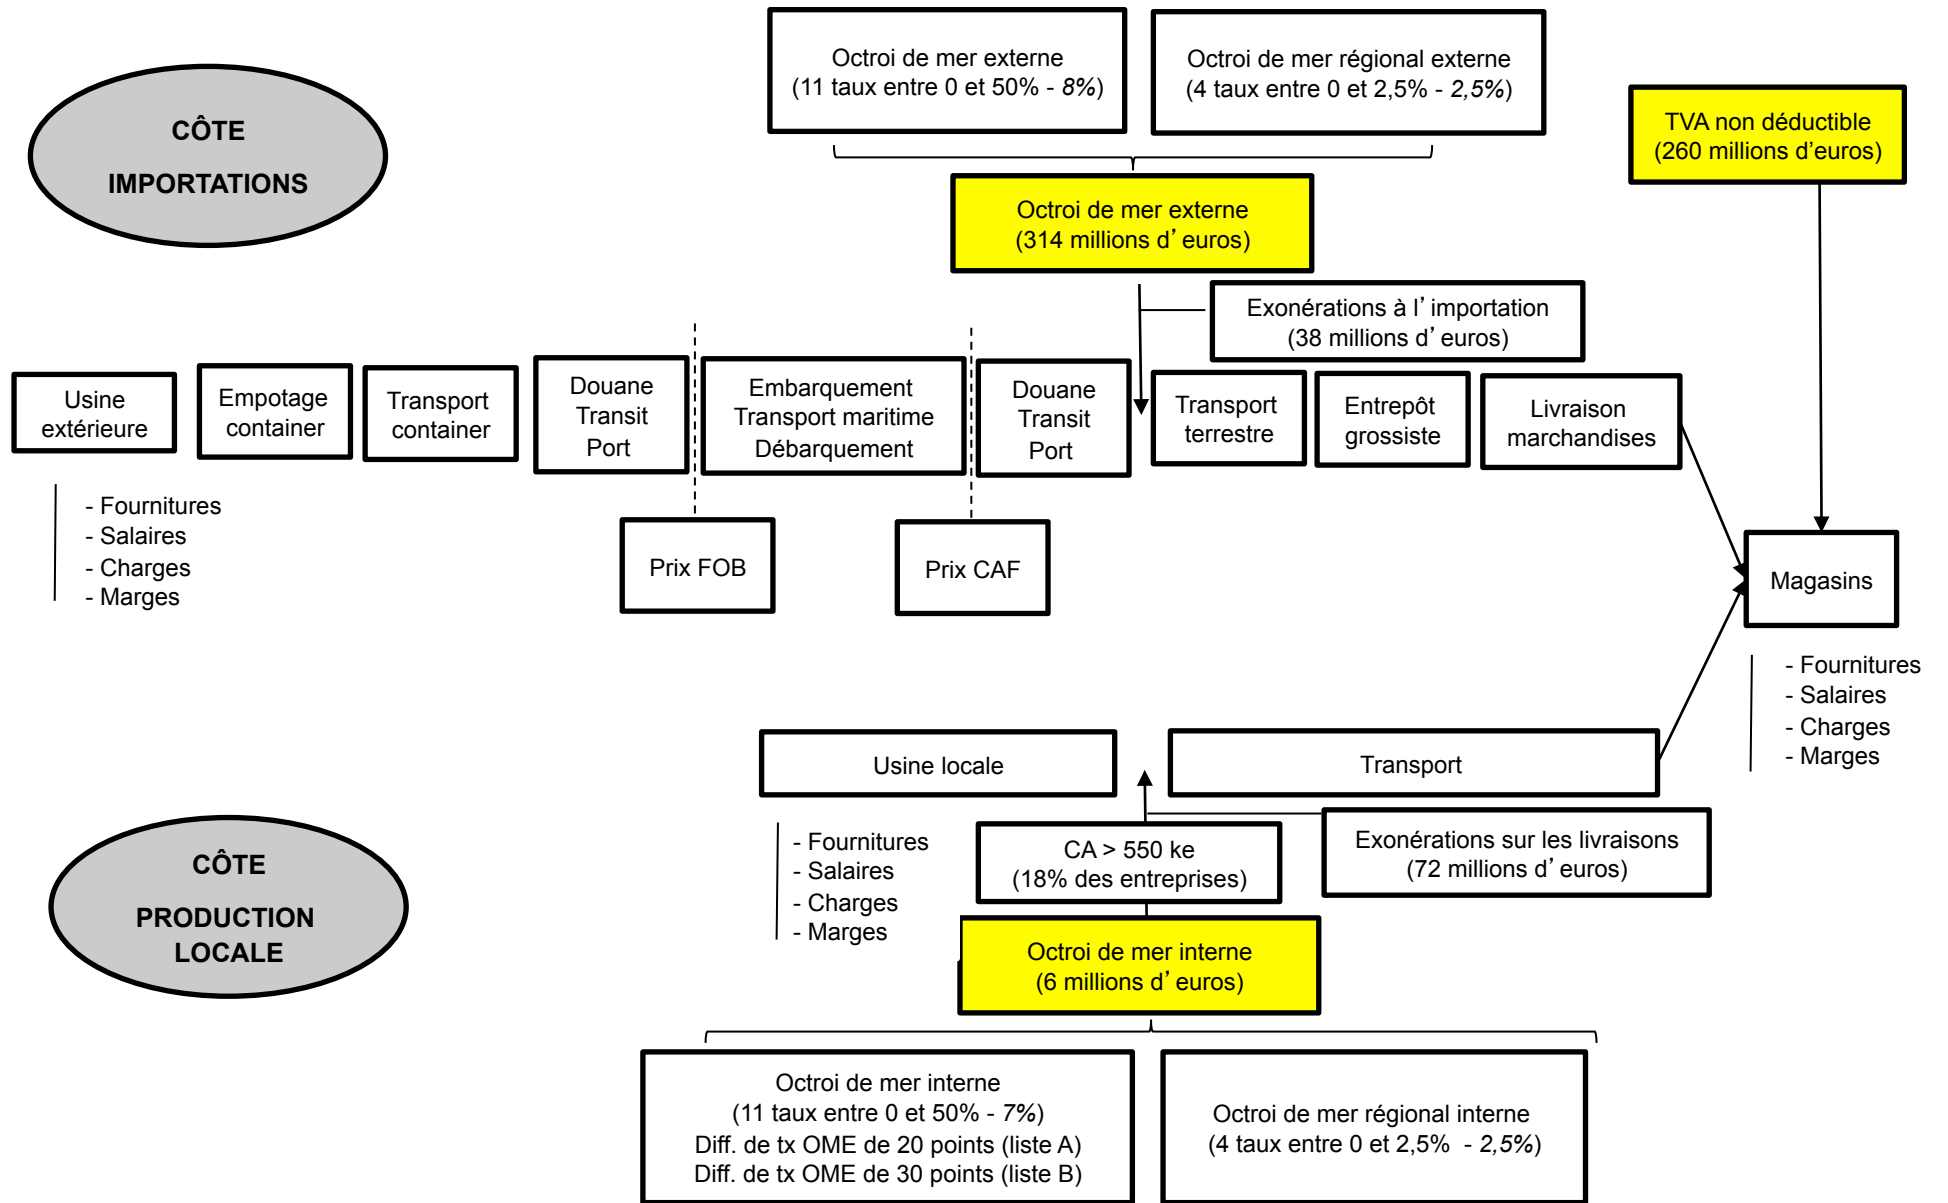 Octroi de mer externe
(11 taux entre 0 et 50% - 8%)
Octroi de mer régional externe
(4 taux entre 0 et 2,5% - 2,5%)
CÔTE
IMPORTATIONS
TVA non déductible
(260 millions d'euros)
Octroi de mer externe
(314 millions d' euros)
Exonérations à l' importation
(38 millions d' euros)
Usine
extérieure
Empotage
container
Transport
container
Douane
Transit
Port
Embarquement
Transport maritime
Débarquement
Douane
Transit
Port
Transport
terrestre
Entrepôt
grossiste
Livraison
marchandises
- Fournitures
- Salaires
- Charges
- Marges
Prix FOB
Prix CAF
Magasins
- Fournitures
- Salaires
- Charges
- Marges
Usine locale
Transport
- Fournitures
- Salaires
- Charges
- Marges
CA > 550 ke
(18% des entreprises)
Exonérations sur les livraisons
(72 millions d' euros)
CÔTE
PRODUCTION
LOCALE
Octroi de mer interne
(6 millions d' euros)
Octroi de mer interne
(11 taux entre 0 et 50% - 7%)
Diff. de tx OME de 20 points (liste A)
Diff. de tx OME de 30 points (liste B)
Octroi de mer régional interne
(4 taux entre 0 et 2,5% - 2,5%)